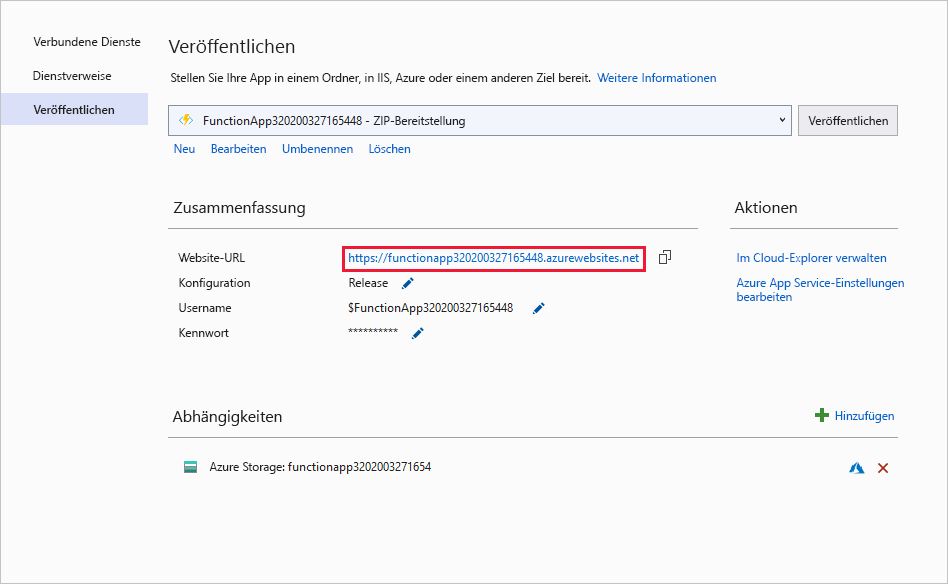 Verbundene Dienste
Dienstverweise
Veröffentlichen
Veröffentlichen
Stellen Sie Ihre App in einem Ordner, in IIS, Azure oder einem anderen Ziel bereit. Weitere Informationen
FunctionApp320200327165448 - ZIP-Bereitstellung
Veröffentlichen
Neu Bearbeiten Umbenennen Löschen
Zusammenfassung
Website-URL https://functionapp320200327165448.azurewebsites.net
Konfiguration Release
Username $FunctionApp320200327165448
Kennwort **********
Aktionen
Im Cloud-Explorer verwalten
Azure App Service-Einstellungen
bearbeiten
Abhängigkeiten
Hinzufügen
Azure Storage: functionapp3202003271654